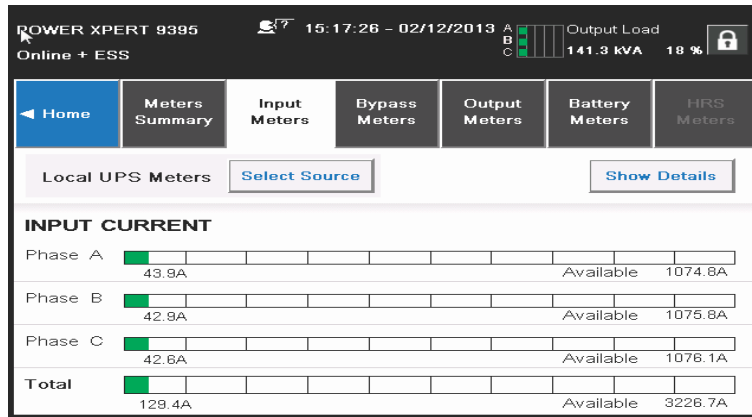 POWER XPERT 9395
Online + ESS
? 15:17:26 - 02/12/2013
A
B
C
Output Load
141.3 kVA 18 %
◄ Home
Meters Summary
Input Meters
Bypass Meters
Output Meters
Battery Meters
HRS Meters
Local UPS Meters
Select Source
Show Details
INPUT CURRENT
Phase A
43.9A Available 1074.8A
Phase B
42.9A Available 1075.8A
Phase C
42.6A Available 1076.1A
Total
129.4A Available 3226.7A